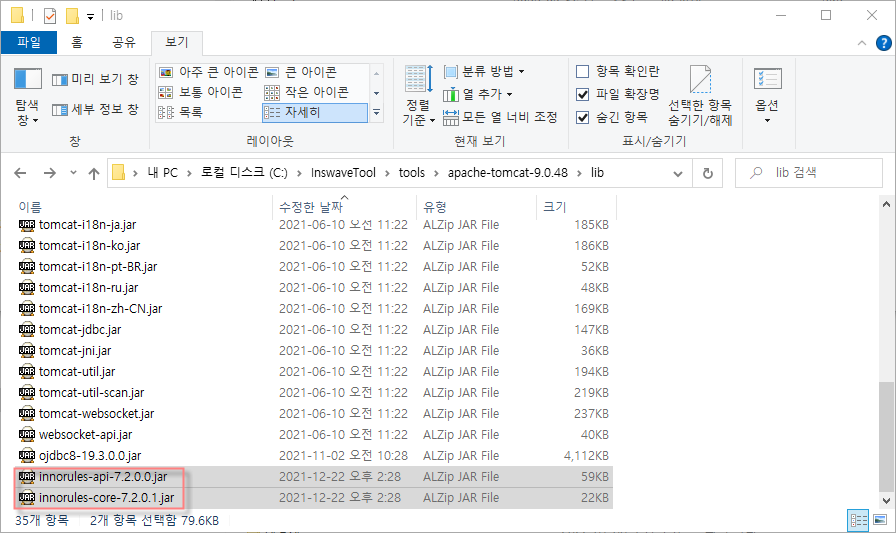 lib
파일 홈 공유 보기
탐색 창
미리 보기 창
세부 정보 창
창
아주 큰 아이콘 큰 아이콘
보통 아이콘 작은 아이콘
목록 자세히
레이아웃
정렬 기준
분류 방법
열 추가
모든 열 너비 조정
현재 보기
항목 확인란
파일 확장명
숨긴 항목
선택한 항목 숨기기/해제
표시/숨기기
옵션
내 PC > 로컬 디스크 (C:) > InswaveTool > tools > apache-tomcat-9.0.48 > lib
lib 검색
이름 수정한 날짜 유형 크기
tomcat-i18n-ja.jar 2021-06-10 오전 11:22 ALZip JAR File 185KB
tomcat-i18n-ko.jar 2021-06-10 오전 11:22 ALZip JAR File 186KB
tomcat-i18n-pt-BR.jar 2021-06-10 오전 11:22 ALZip JAR File 52KB
tomcat-i18n-ru.jar 2021-06-10 오전 11:22 ALZip JAR File 48KB
tomcat-i18n-zh-CN.jar 2021-06-10 오전 11:22 ALZip JAR File 169KB
tomcat-jdbc.jar 2021-06-10 오전 11:22 ALZip JAR File 147KB
tomcat-jni.jar 2021-06-10 오전 11:22 ALZip JAR File 36KB
tomcat-util.jar 2021-06-10 오전 11:22 ALZip JAR File 194KB
tomcat-util-scan.jar 2021-06-10 오전 11:22 ALZip JAR File 219KB
tomcat-websocket.jar 2021-06-10 오전 11:22 ALZip JAR File 237KB
websocket-api.jar 2021-06-10 오전 11:22 ALZip JAR File 40KB
ojdbc8-19.3.0.0.jar 2021-11-02 오전 10:28 ALZip JAR File 4,112KB
innorules-api-7.2.0.0.jar 2021-12-22 오후 2:28 ALZip JAR File 59KB
innorules-core-7.2.0.1.jar 2021-12-22 오후 2:28 ALZip JAR File 22KB
35개 항목 2개 항목 선택함 79.6KB